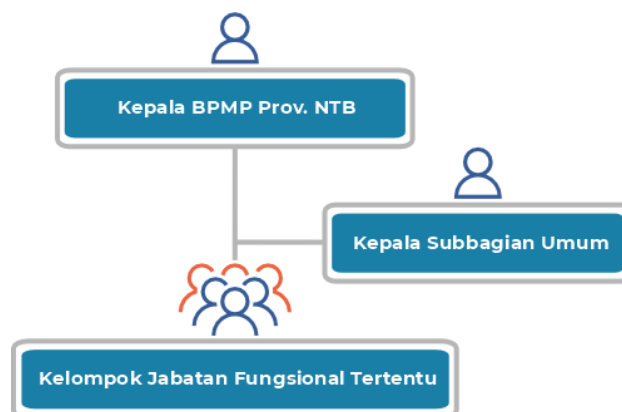 Kepala BPMP Prov. NTB
Kepala Subbagian Umum
Kelompok Jabatan Fungsional Tertentu